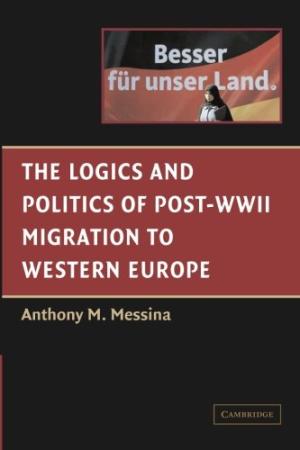 Besser
für unser Land.
THE LOGICS AND
POLITICS OF POST-WWII
MIGRATION TO
WESTERN EUROPE
Anthony M. Messina
CAMBRIDGE